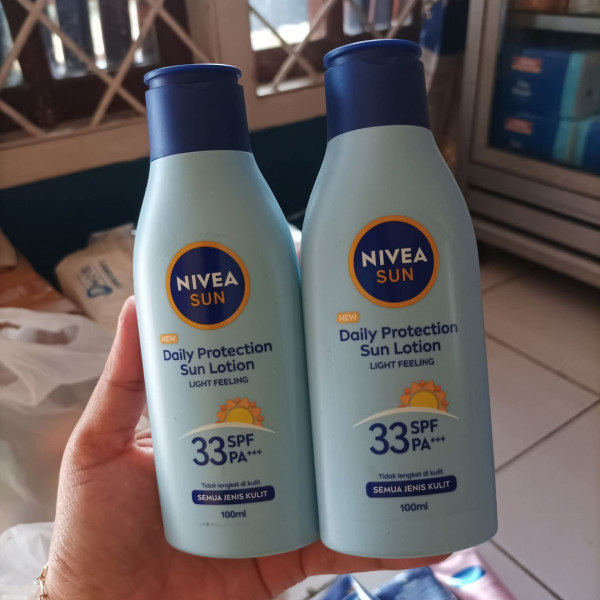 NIVEA
SUN
NEW
Daily Protection
Sun Lotion
LIGHT FEELING
33 SPF
PA+++
Tidak lengket di kulit
SEMUA JENIS KULIT
100ml
NIVEA
SUN
NEW
Daily Protection
Sun Lotion
LIGHT FEELING
33 SPF
PA+++
Tidak lengket di kulit
SEMUA JENIS KULIT
100ml